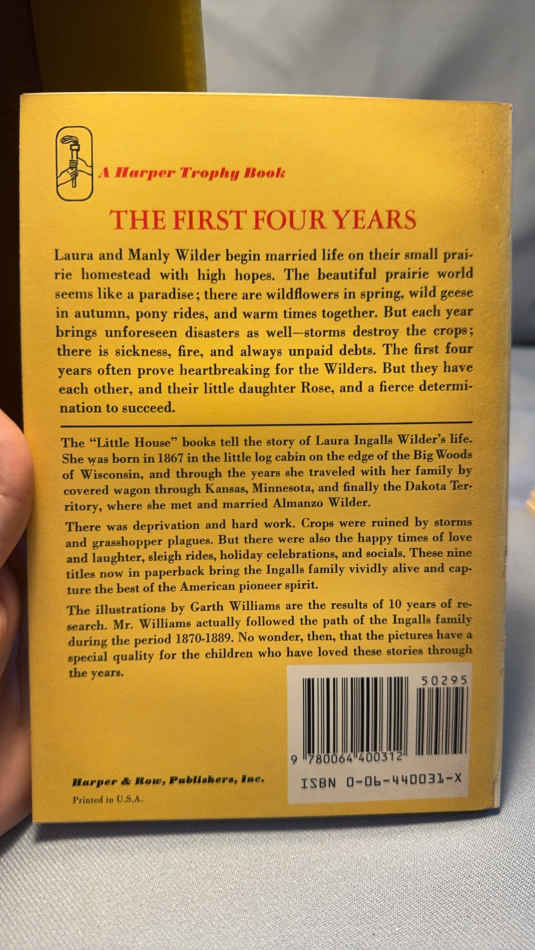 A Harper Trophy Book
THE FIRST FOUR YEARS
Laura and Manly Wilder begin married life on their small prai-
rie homestead with high hopes. The beautiful prairie world
seems like a paradise; there are wildflowers in spring, wild geese
in autumn, pony rides, and warm times together. But each year
brings unforeseen disasters as well—storms destroy the crops;
there is sickness, fire, and always unpaid debts. The first four
years often prove heartbreaking for the Wilders. But they have
each other, and their little daughter Rose, and a fierce determi-
nation to succeed.
The “Little House” books tell the story of Laura Ingalls Wilder’s life.
She was born in 1867 in the little log cabin on the edge of the Big Woods
of Wisconsin, and through the years she traveled with her family by
covered wagon through Kansas, Minnesota, and finally the Dakota Ter-
ritory, where she met and married Almanzo Wilder.
There was deprivation and hard work. Crops were ruined by storms
and grasshopper plagues. But there were also the happy times of love
and laughter, sleigh rides, holiday celebrations, and socials. These nine
titles now in paperback bring the Ingalls family vividly alive and cap-
ture the best of the American pioneer spirit.
The illustrations by Garth Williams are the results of 10 years of re-
search. Mr. Williams actually followed the path of the Ingalls family
during the period 1870-1889. No wonder, then, that the pictures have a
special quality for the children who have loved these stories through
the years.
50295
9 780064 400312
ISBN 0-06-440031-X
Harper & Row, Publishers, Inc.
Printed in U.S.A.